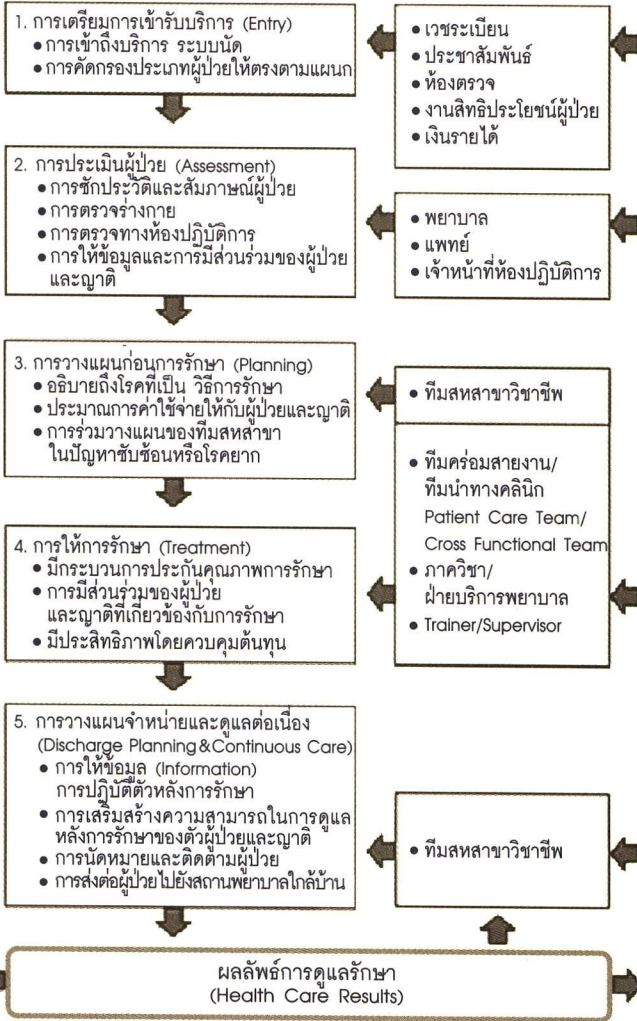 1. การเตรียมการเข้ารับบริการ (Entry)
● การเข้าถึงบริการ ระบบนัด
● การคัดกรองประเภทผู้ป่วยให้ตรงตามแผนก
● เวชระเบียน
● ประชาสัมพันธ์
● ห้องตรวจ
● งานสิทธิประโยชน์ผู้ป่วย
● เงินรายได้
2. การประเมินผู้ป่วย (Assessment)
● การซักประวัติและสัมภาษณ์ผู้ป่วย
● การตรวจร่างกาย
● การตรวจทางห้องปฏิบัติการ
● การให้ข้อมูลและการมีส่วนร่วมของผู้ป่วย
และญาติ
● พยาบาล
● แพทย์
● เจ้าหน้าที่ห้องปฏิบัติการ
3. การวางแผนก่อนการรักษา (Planning)
● อธิบายถึงโรคที่เป็น วิธีการรักษา
● ประมาณการค่าใช้จ่ายให้กับผู้ป่วยและญาติ
● การร่วมวางแผนของทีมสหสาขา
ในปัญหาซับซ้อนหรือโรคยาก
● ทีมสหสาขาวิชาชีพ
● ทีมคร่อมสายงาน/
ทีมนำทางคลินิก
Patient Care Team/
Cross Functional Team
● ภาควิชา/
ฝ่ายบริการพยาบาล
● Trainer/Supervisor
4. การให้การรักษา (Treatment)
● มีกระบวนการประกันคุณภาพการรักษา
● การมีส่วนร่วมของผู้ป่วย
และญาติที่เกี่ยวข้องกับการรักษา
● มีประสิทธิภาพโดยควบคุมต้นทุน
5. การวางแผนจำหน่ายและดูแลต่อเนื่อง
(Discharge Planning&Continuous Care)
● การให้ข้อมูล (Information)
การปฏิบัติตัวหลังการรักษา
● การเสริมสร้างความสามารถในการดูแล
หลังการรักษาของตัวผู้ป่วยและญาติ
● การนัดหมายและติดตามผู้ป่วย
● การส่งต่อผู้ป่วยไปยังสถานพยาบาลใกล้บ้าน
● ทีมสหสาขาวิชาชีพ
ผลลัพธ์การดูแลรักษา
(Health Care Results)